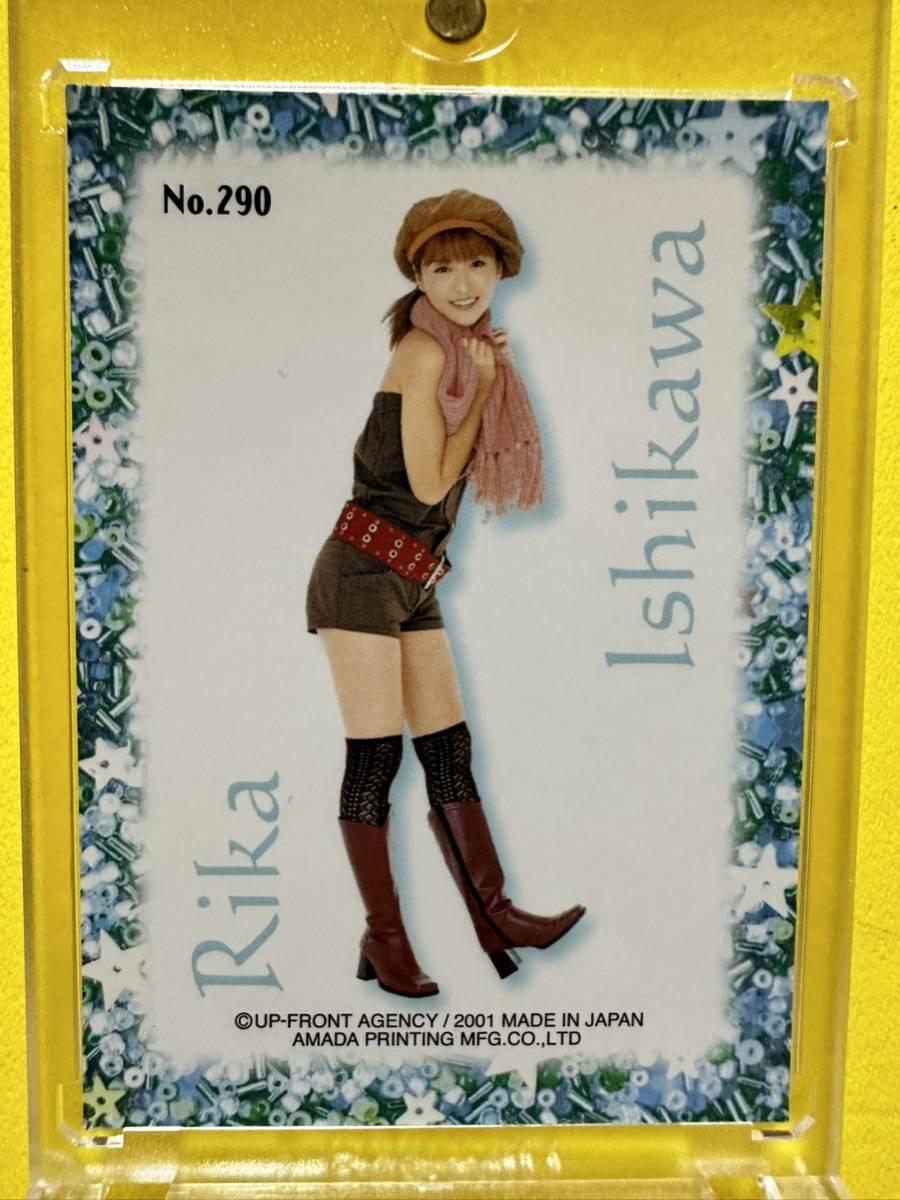 No.290
Rika
Ishikawa
©UP-FRONT AGENCY / 2001 MADE IN JAPAN
AMADA PRINTING MFG.CO.,LTD